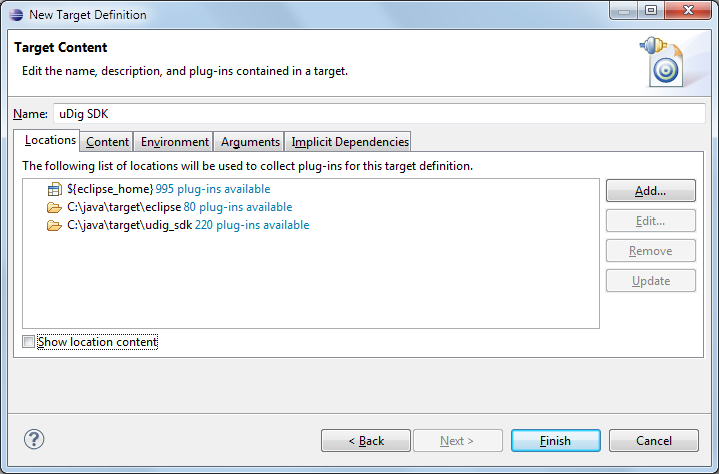 New Target Definition
Target Content
Edit the name, description, and plug-ins contained in a target.
Name: uDig SDK
Locations Content Environment Arguments Implicit Dependencies
The following list of locations will be used to collect plug-ins for this target definition.
${eclipse_home} 995 plug-ins available
C:\java\target\eclipse 80 plug-ins available
C:\java\target\udig_sdk 220 plug-ins available
Add...
Edit...
Remove
Update
Show location content
? < Back Next > Finish Cancel